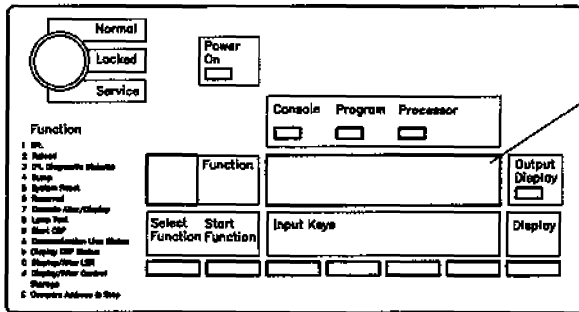 Normal
Locked
Service
Power
On
Console Program Processor
Function
1 IPL
2 Reload
3 IPL Diagnostic Diskette
4 Dump
5 System Reset
6 Reserved
7 Console Alter/Display
8 Lamp Test
9 Start CSP
A Communication Line Status
b Display CSP Status
C Display/Alter LSR
d Display/Alter Control
Storage
E Compare Address & Stop
Function
Output
Display
Select
Function
Start
Function
Input Keys
Display